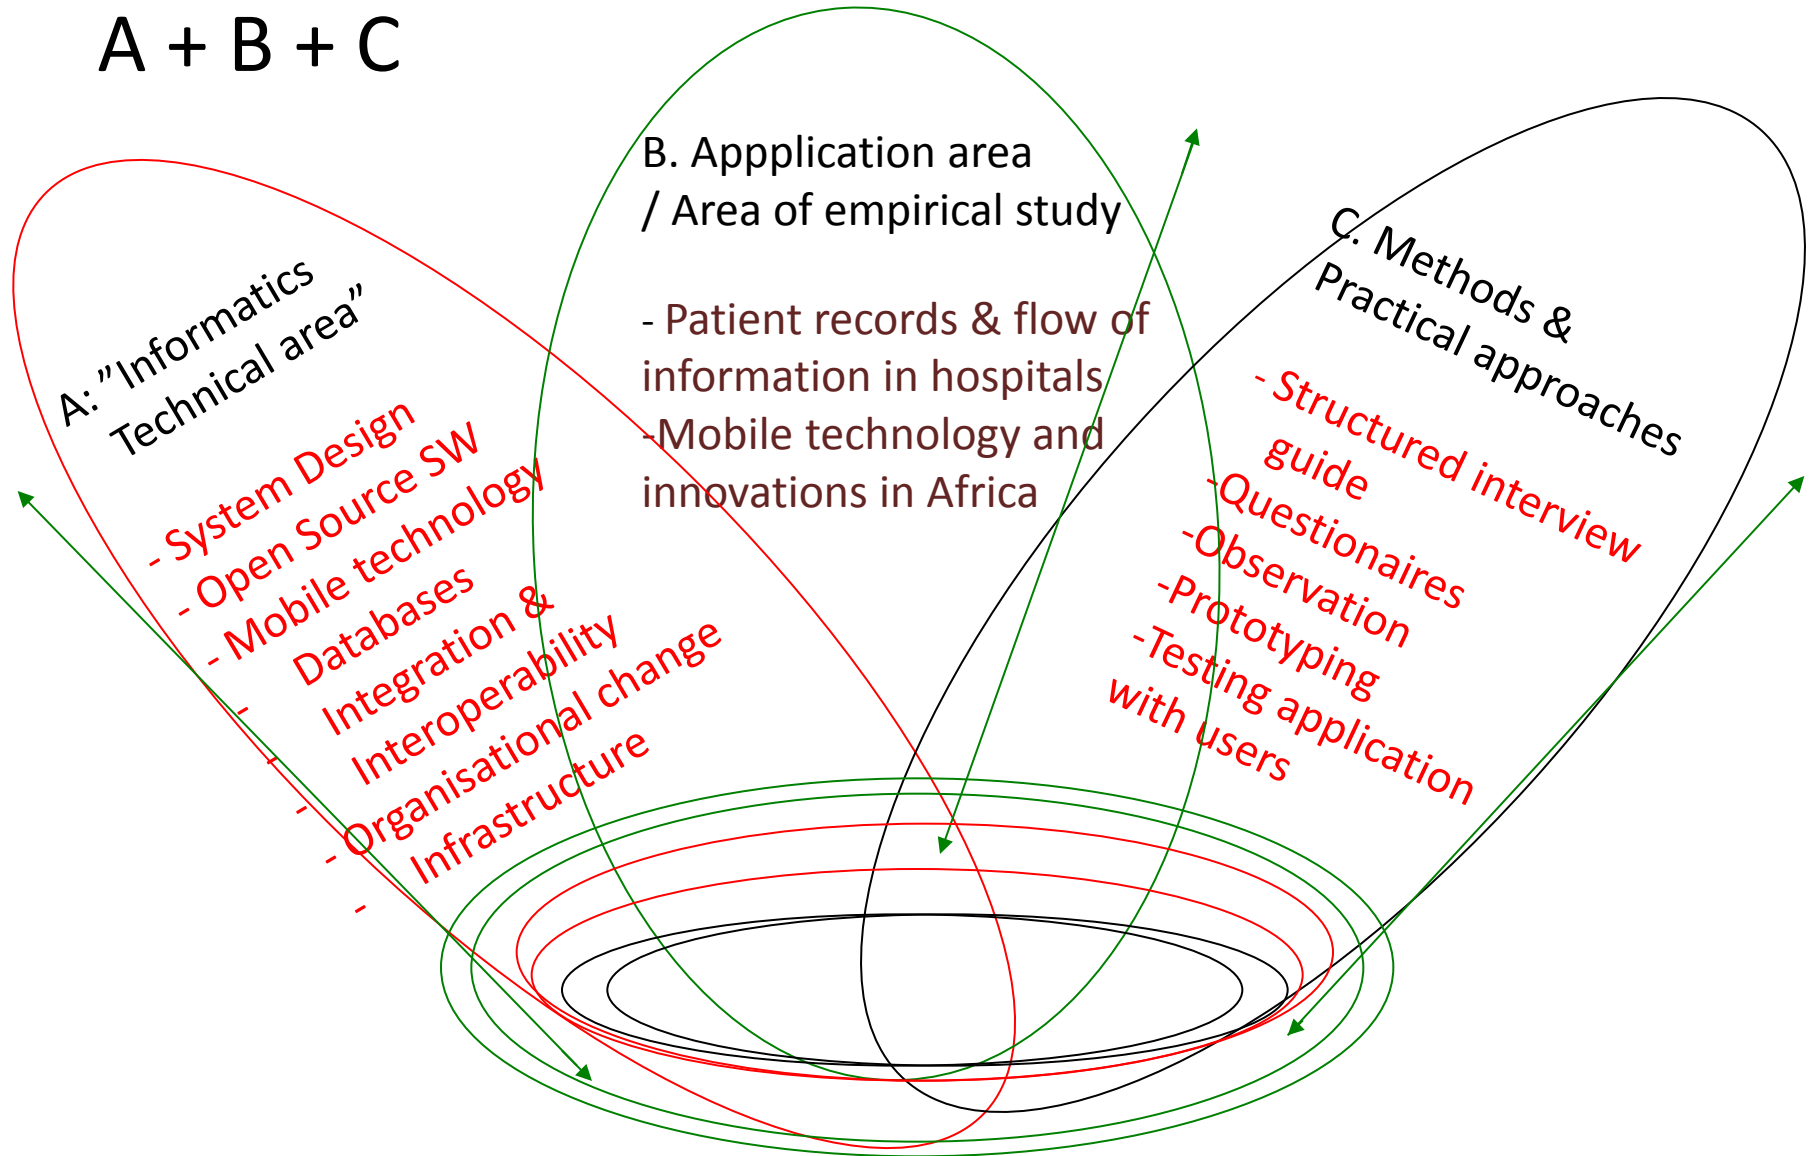 A + B + C
A: ”Informatics
Technical area”
- System Design
- Open Source SW
- Mobile technology
Databases
-
Integration &
-
Interoperability
-
- Organisational change
Infrastructure
-
B. Appplication area
/ Area of empirical study
- Patient records & flow of
information in hospitals
-Mobile technology and
innovations in Africa
C. Methods &
Practical approaches
- Structured interview
guide
-Questionaires
-Observation
-Prototyping
-Testing application
with users